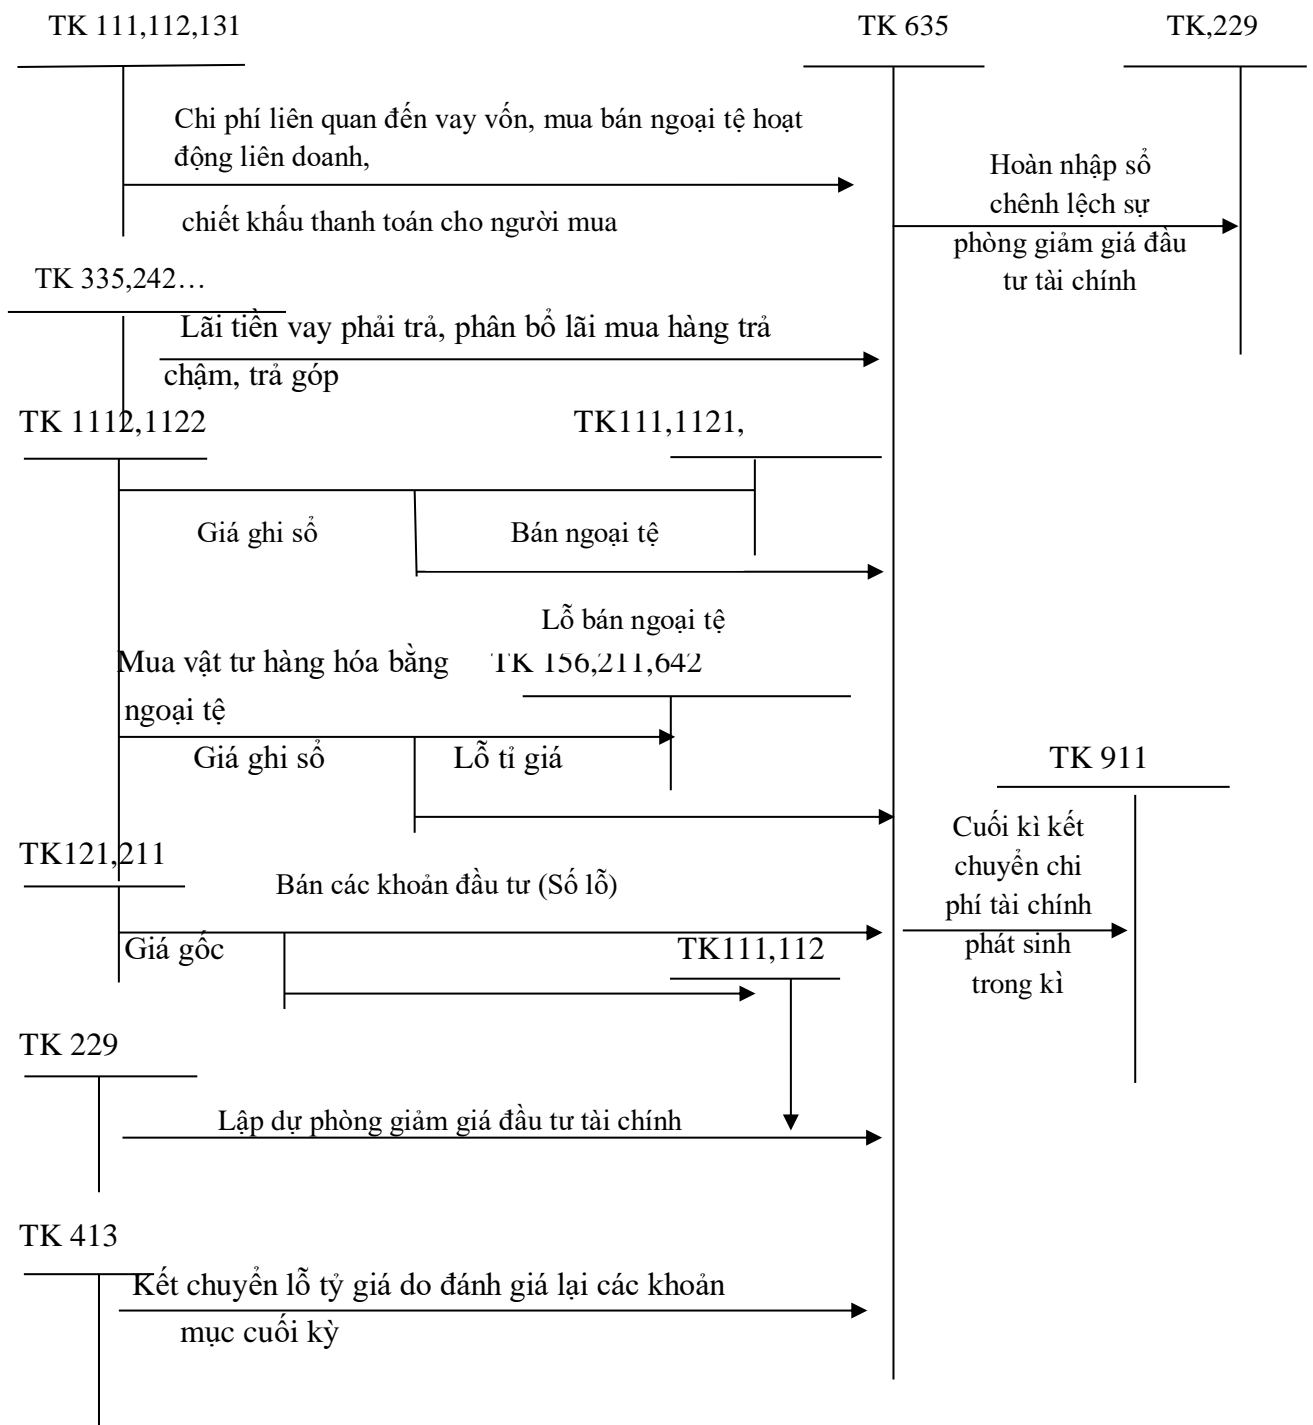 TK 111,112,131
TK 635
TK,229
Chi phí liên quan đến vay vốn, mua bán ngoại tệ hoạt
động liên doanh,
chiết khấu thanh toán cho người mua
Hoàn nhập sổ
chênh lệch sự
phòng giảm giá đầu
tư tài chính
TK 335,242…
Lãi tiền vay phải trả, phân bổ lãi mua hàng trả
chậm, trả góp
TK 1112,1122
TK111,1121,
Giá ghi sổ
Bán ngoại tệ
Lỗ bán ngoại tệ
Mua vật tư hàng hóa bằng
ngoại tệ
TK 156,211,642
Giá ghi sổ
Lỗ tỉ giá
TK 911
Cuối kì kết
chuyển chi
phí tài chính
phát sinh
trong kì
TK121,211
Bán các khoản đầu tư (Số lỗ)
Giá gốc
TK111,112
TK 229
Lập dự phòng giảm giá đầu tư tài chính
TK 413
Kết chuyển lỗ tỷ giá do đánh giá lại các khoản
mục cuối kỳ